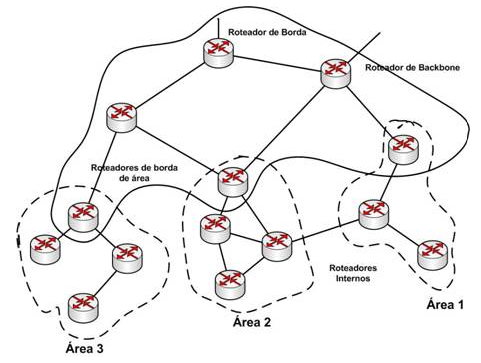 Roteador de Borda
Roteador de Backbone
Roteadores de borda
de área
Roteadores
Internos
Área 1
Área 2
Área 3